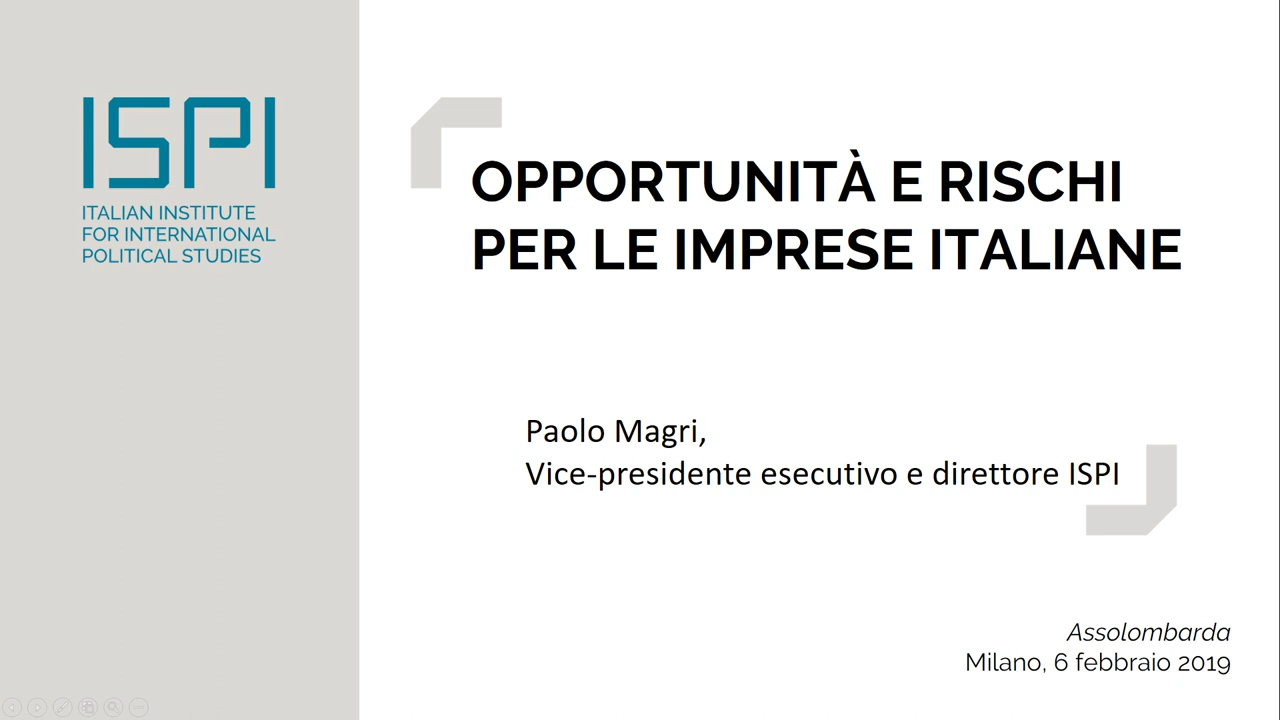 ISPI
ITALIAN INSTITUTE
FOR INTERNATIONAL
POLITICAL STUDIES
OPPORTUNITÀ E RISCHI
PER LE IMPRESE ITALIANE
Paolo Magri,
Vice-presidente esecutivo e direttore ISPI
Assolombarda
Milano, 6 febbraio 2019